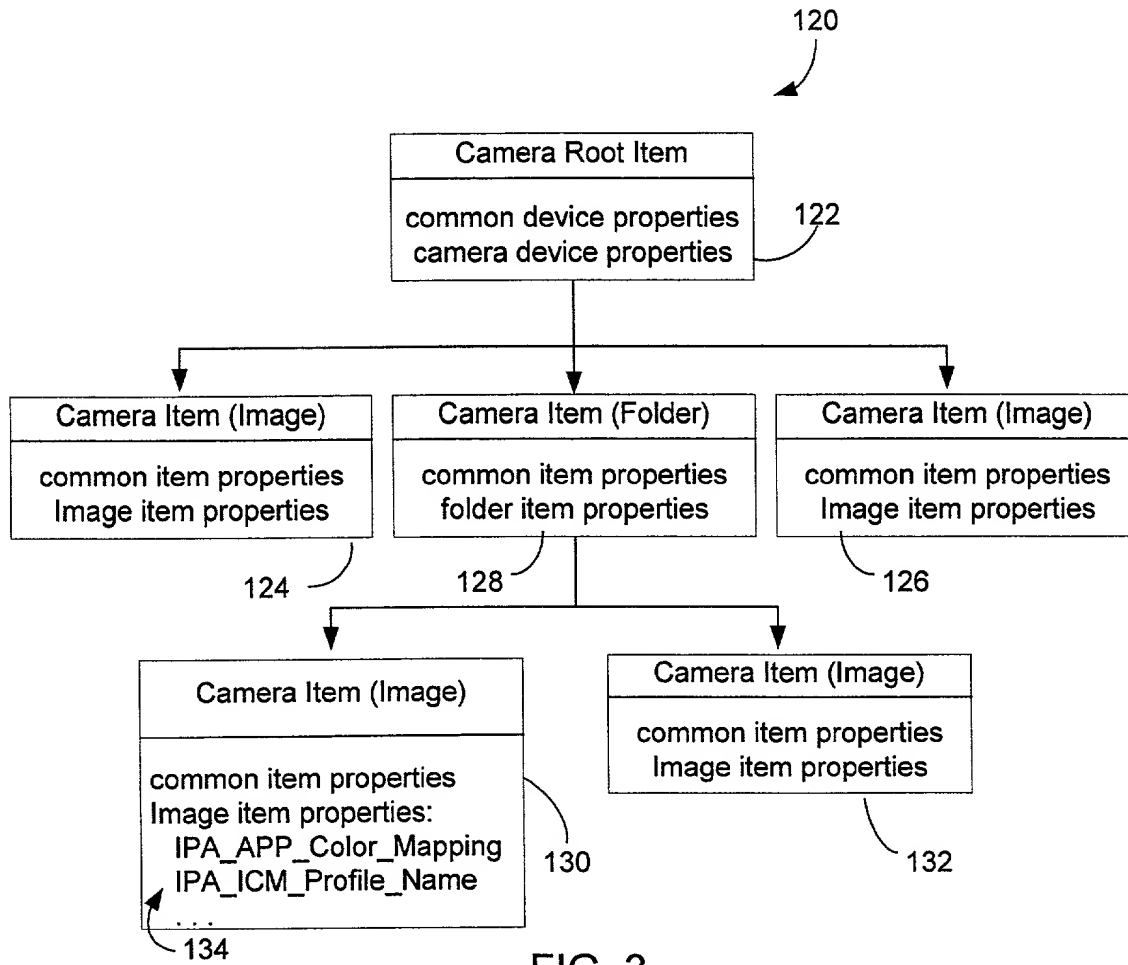 120
Camera Root Item
common device properties
camera device properties
122
Camera Item (Image)
common item properties
Image item properties
124
Camera Item (Folder)
common item properties
folder item properties
128
Camera Item (Image)
common item properties
Image item properties
126
Camera Item (Image)
common item properties
Image item properties:
IPA_APP_Color_Mapping
IPA_ICM_Profile_Name
. . .
134
130
Camera Item (Image)
common item properties
Image item properties
132